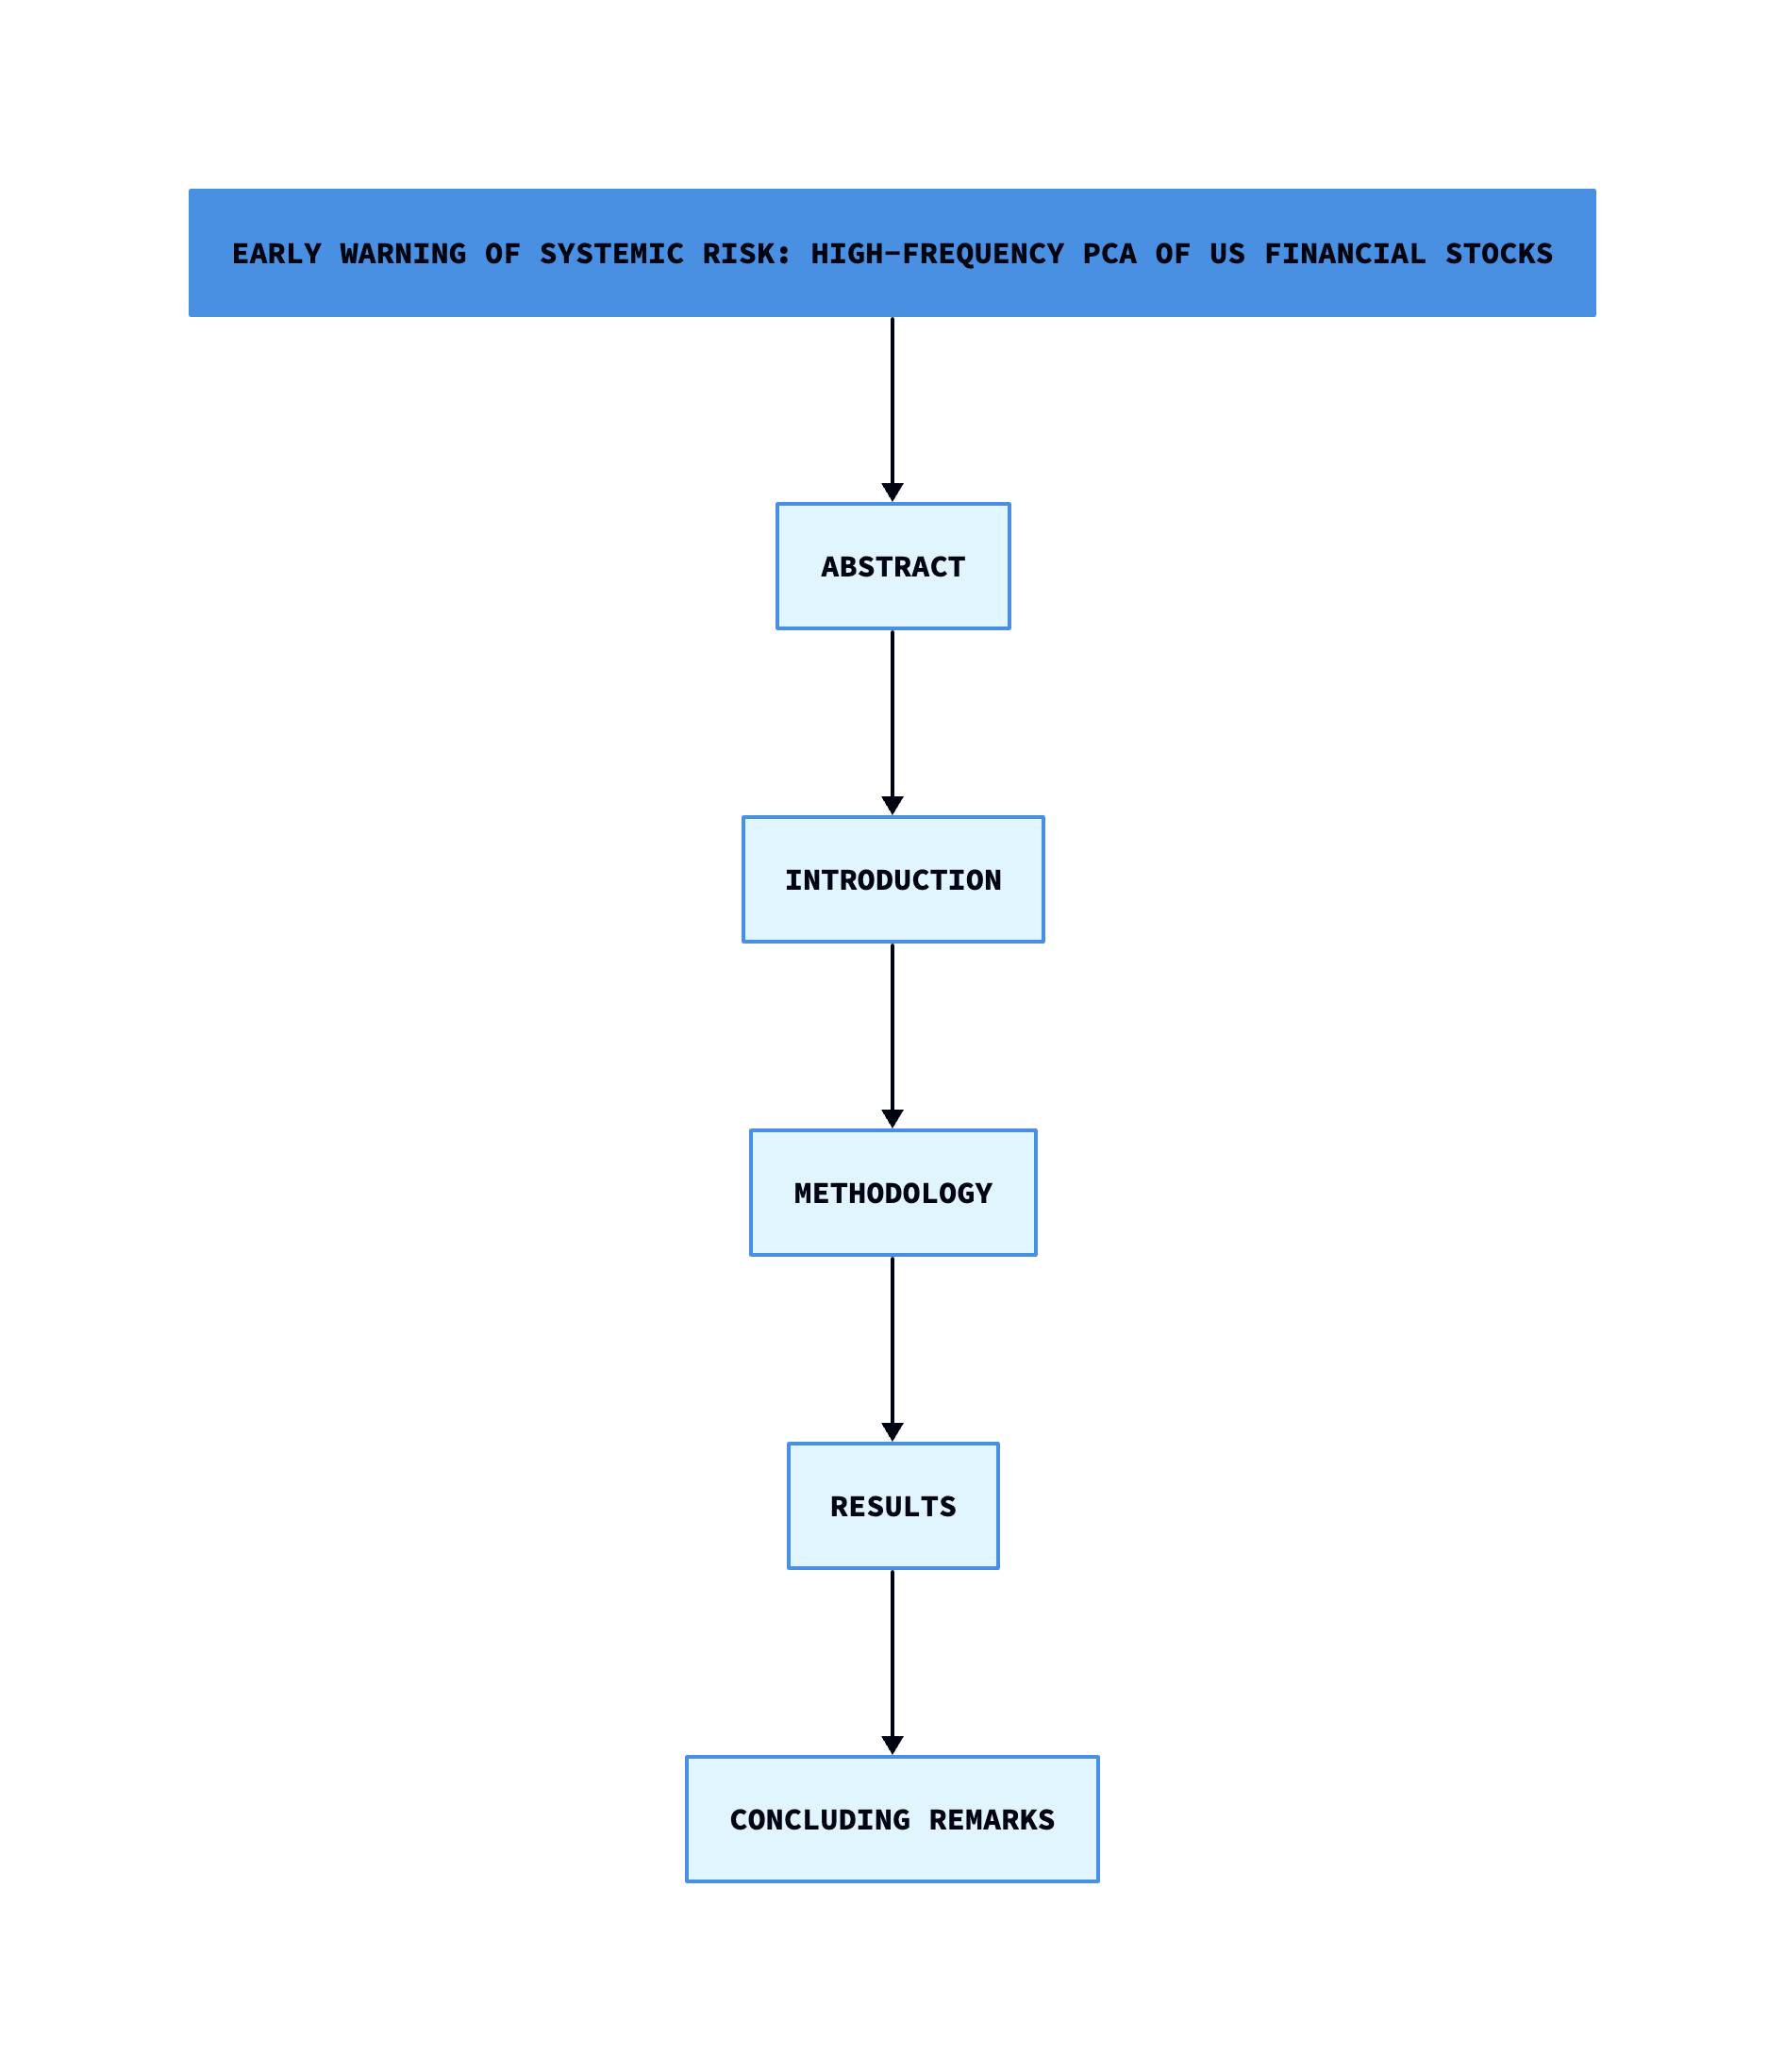 EARLY WARNING OF SYSTEMIC RISK: HIGH-FREQUENCY PCA OF US FINANCIAL STOCKS
ABSTRACT
INTRODUCTION
METHODOLOGY
RESULTS
CONCLUDING REMARKS